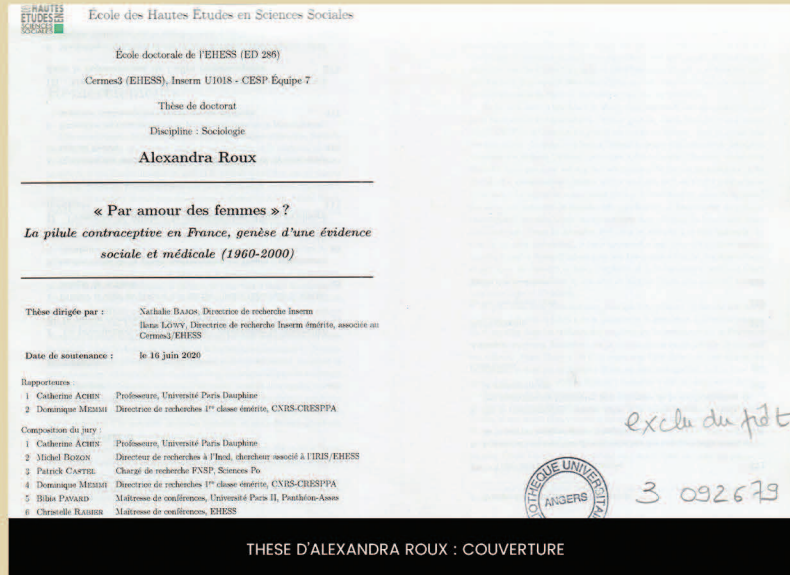 HAUTES
ETUDES EN
SCIENCES
SOCIALES
École des Hautes Études en Sciences Sociales
École doctorale de l'EHESS (ED 286)
Cermes3 (EHESS), Inserm U1018 - CESP Équipe 7
Thèse de doctorat
Discipline : Sociologie
Alexandra Roux
« Par amour des femmes » ?
La pilule contraceptive en France, genèse d'une évidence
sociale et médicale (1960-2000)
Thèse dirigée par : Nathalie BAJOS, Directrice de recherche Inserm
Ilana LÖWY, Directrice de recherche Inserm émérite, associée au
Cermes3/EHESS
Date de soutenance : le 16 juin 2020
Rapporteures :
1 Catherine ACHIN Professeure, Université Paris Dauphine
2 Dominique MEMMI Directrice de recherches 1re classe émérite, CNRS-CRESPPA
Composition du jury :
1 Catherine ACHIN Professeure, Université Paris Dauphine
2 Michel BOZON Directeur de recherches à l'Ined, chercheur associé à l'IRIS/EHESS
3 Patrick CASTEL Chargé de recherche FNSP, Sciences Po
4 Dominique MEMMI Directrice de recherches 1re classe émérite, CNRS-CRESPPA
5 Bibia PAVARD Maîtresse de conférences, Université Paris II, Panthéon-Assas
6 Christelle RABIER Maîtresse de conférences, EHESS
exclu du prêt
OTHEQUE UNIVERSITAI
ANGERS
3 092679
THESE D'ALEXANDRA ROUX : COUVERTURE